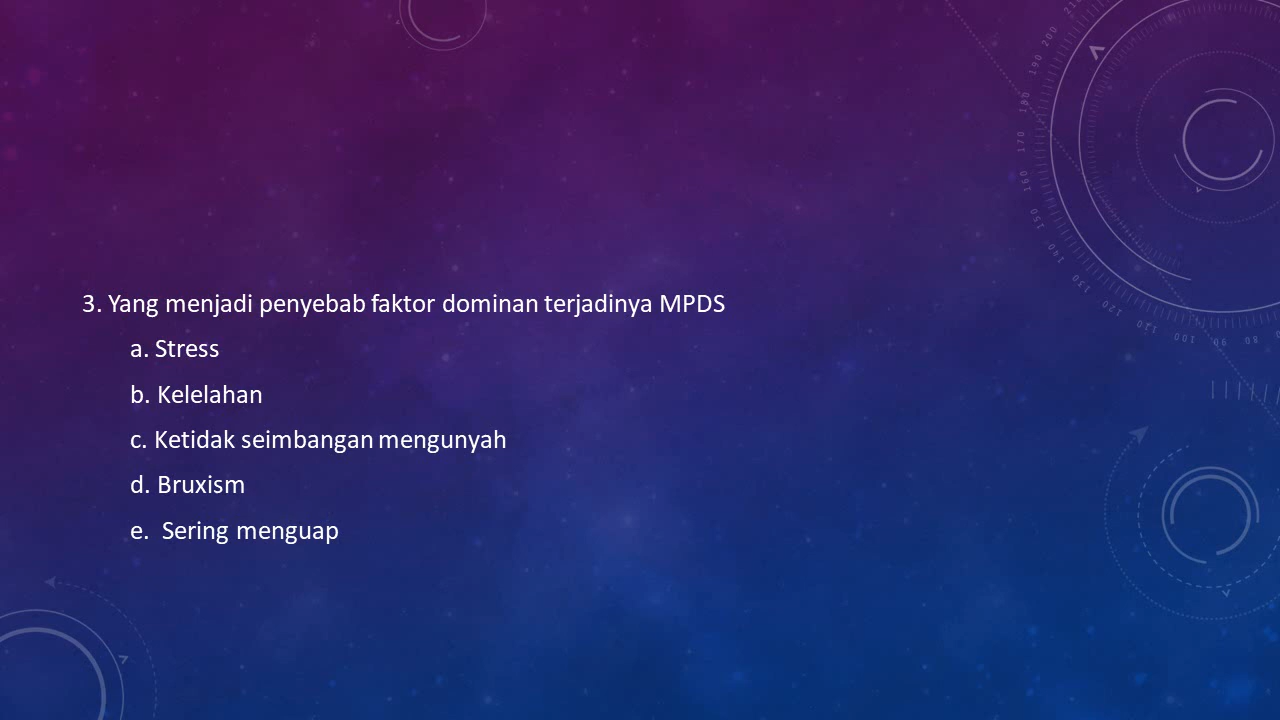 3. Yang menjadi penyebab faktor dominan terjadinya MPDS
a. Stress
b. Kelelahan
c. Ketidak seimbangan mengunyah
d. Bruxism
e. Sering menguap